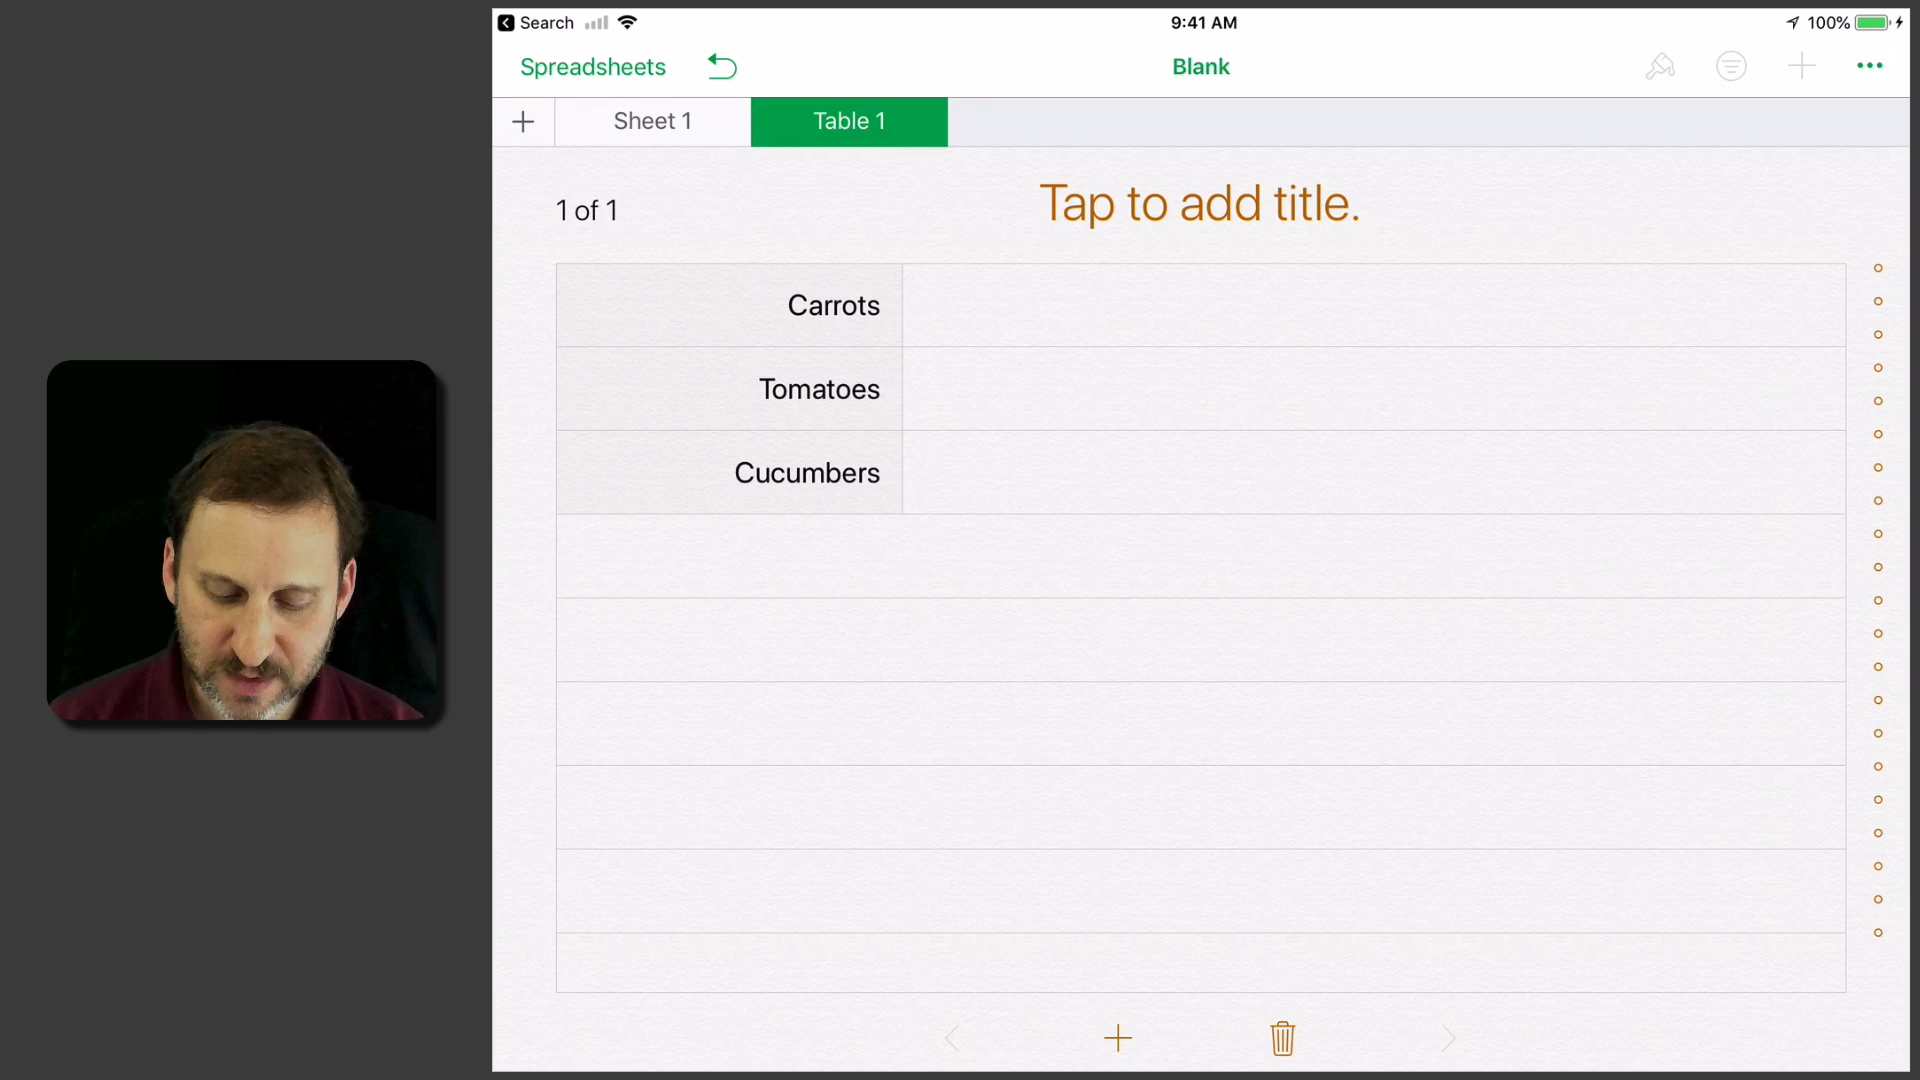 Search
9:41 AM
100%
Spreadsheets
Blank
Sheet 1
Table 1
1 of 1
Tap to add title.
Carrots
Tomatoes
Cucumbers